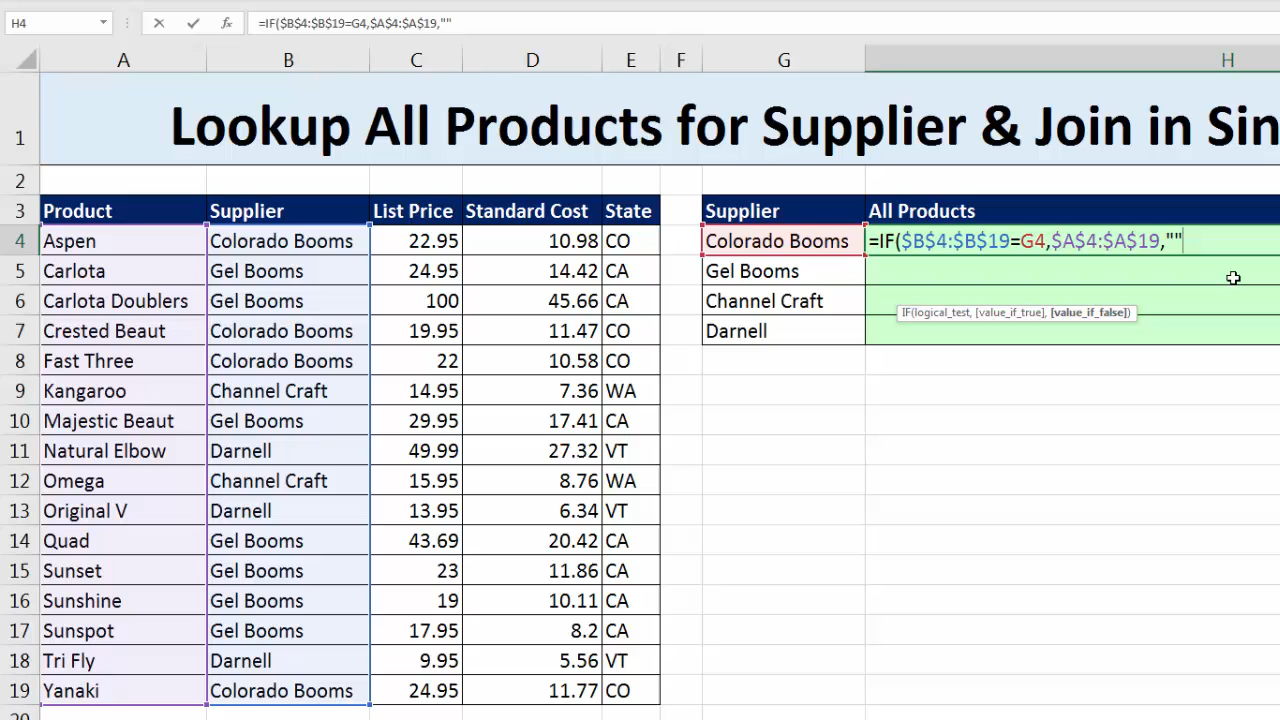 H4 fx =IF($B$4:$B$19=G4,$A$4:$A$19,""
A B C D E F G H
1 Lookup All Products for Supplier & Join in Sin
2
3 Product Supplier List Price Standard Cost State Supplier All Products
4 Aspen Colorado Booms 22.95 10.98 CO Colorado Booms =IF($B$4:$B$19=G4,$A$4:$A$19,""
5 Carlota Gel Booms 24.95 14.42 CA Gel Booms
6 Carlota Doublers Gel Booms 100 45.66 CA Channel Craft
IF(logical_test, [value_if_true], [value_if_false])
7 Crested Beaut Colorado Booms 19.95 11.47 CO Darnell
8 Fast Three Colorado Booms 22 10.58 CO
9 Kangaroo Channel Craft 14.95 7.36 WA
10 Majestic Beaut Gel Booms 29.95 17.41 CA
11 Natural Elbow Darnell 49.99 27.32 VT
12 Omega Channel Craft 15.95 8.76 WA
13 Original V Darnell 13.95 6.34 VT
14 Quad Gel Booms 43.69 20.42 CA
15 Sunset Gel Booms 23 11.86 CA
16 Sunshine Gel Booms 19 10.11 CA
17 Sunspot Gel Booms 17.95 8.2 CA
18 Tri Fly Darnell 9.95 5.56 VT
19 Yanaki Colorado Booms 24.95 11.77 CO
20